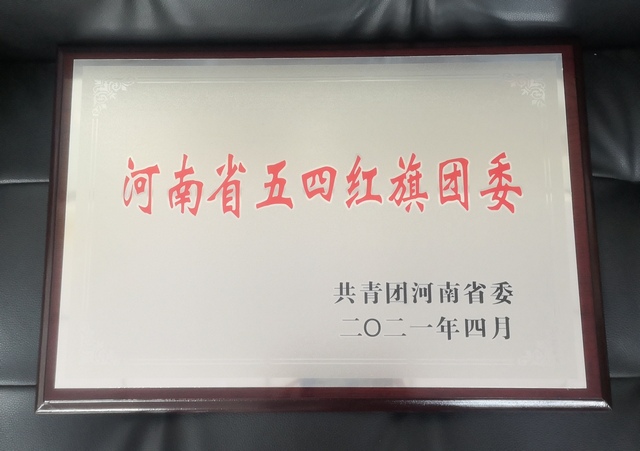 河南省五四红旗团委
共青团河南省委
二〇二一年四月